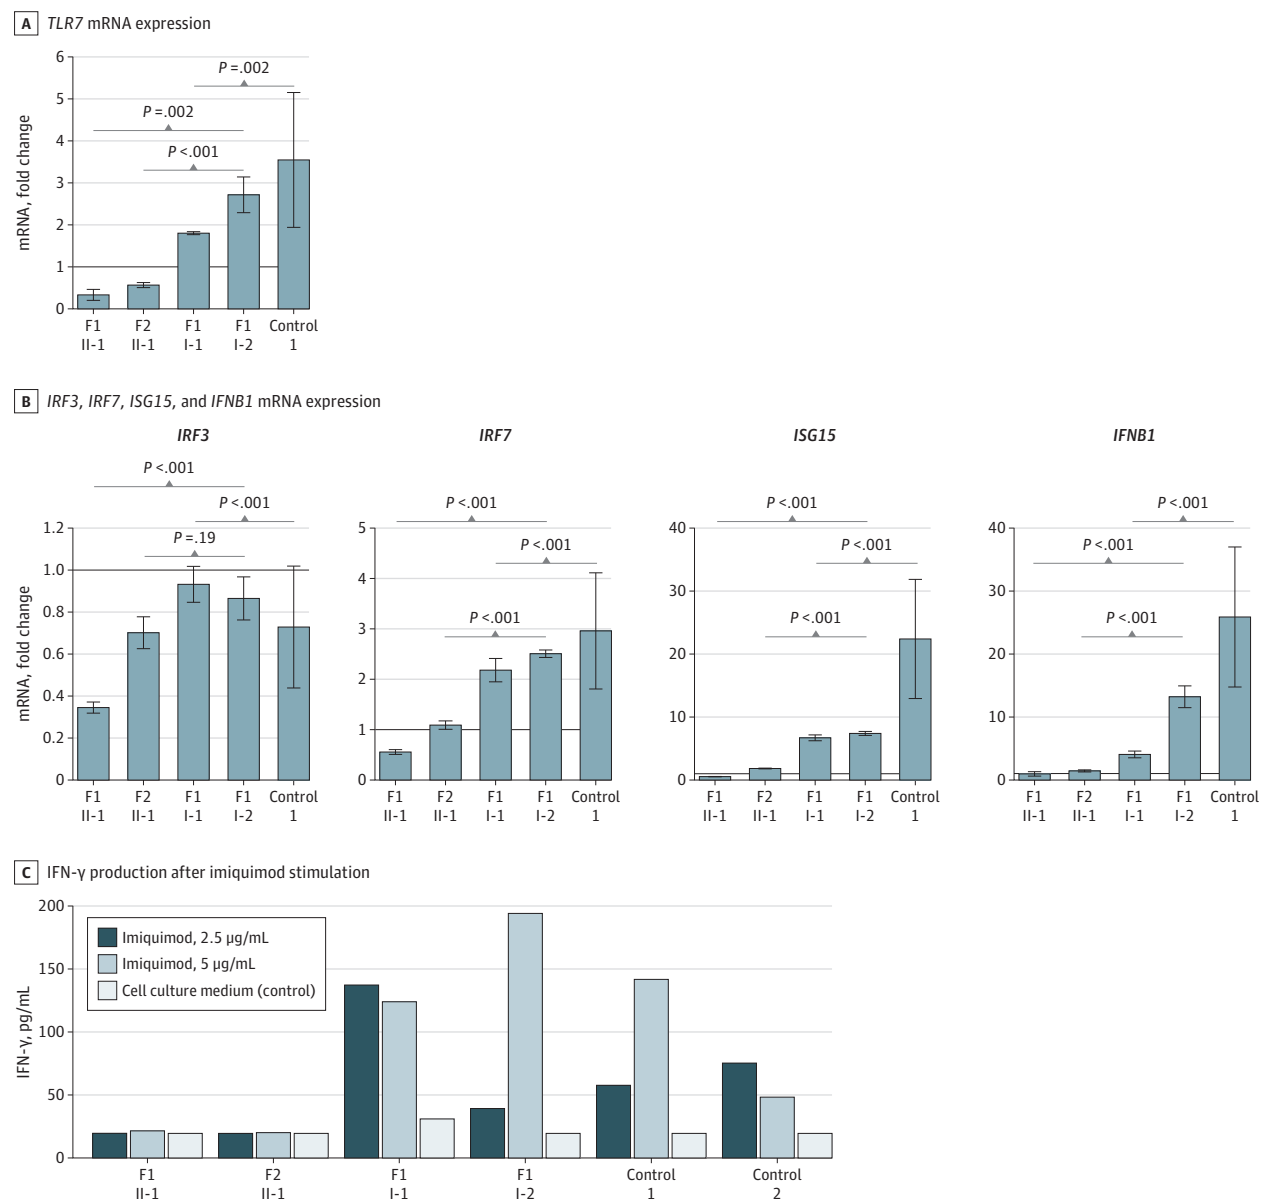 A TLR7 mRNA expression
6
5
4
3
2
1
0
mRNA, fold change
P =.002
P =.002
P <.001
F1 II-1
F2 II-1
F1 I-1
F1 I-2
Control 1
B IRF3, IRF7, ISG15, and IFNB1 mRNA expression
IRF3
P <.001
P <.001
P =.19
1.2
1.0
0.8
0.6
0.4
0.2
0
mRNA, fold change
F1 II-1
F2 II-1
F1 I-1
F1 I-2
Control 1
IRF7
P <.001
P <.001
P <.001
5
4
3
2
1
0
F1 II-1
F2 II-1
F1 I-1
F1 I-2
Control 1
ISG15
P <.001
P <.001
P <.001
40
30
20
10
0
F1 II-1
F2 II-1
F1 I-1
F1 I-2
Control 1
IFNB1
P <.001
P <.001
P <.001
40
30
20
10
0
F1 II-1
F2 II-1
F1 I-1
F1 I-2
Control 1
C IFN-γ production after imiquimod stimulation
200
150
100
50
0
IFN-γ, pg/mL
Imiquimod, 2.5 μg/mL
Imiquimod, 5 μg/mL
Cell culture medium (control)
F1 II-1
F2 II-1
F1 I-1
F1 I-2
Control 1
Control 2